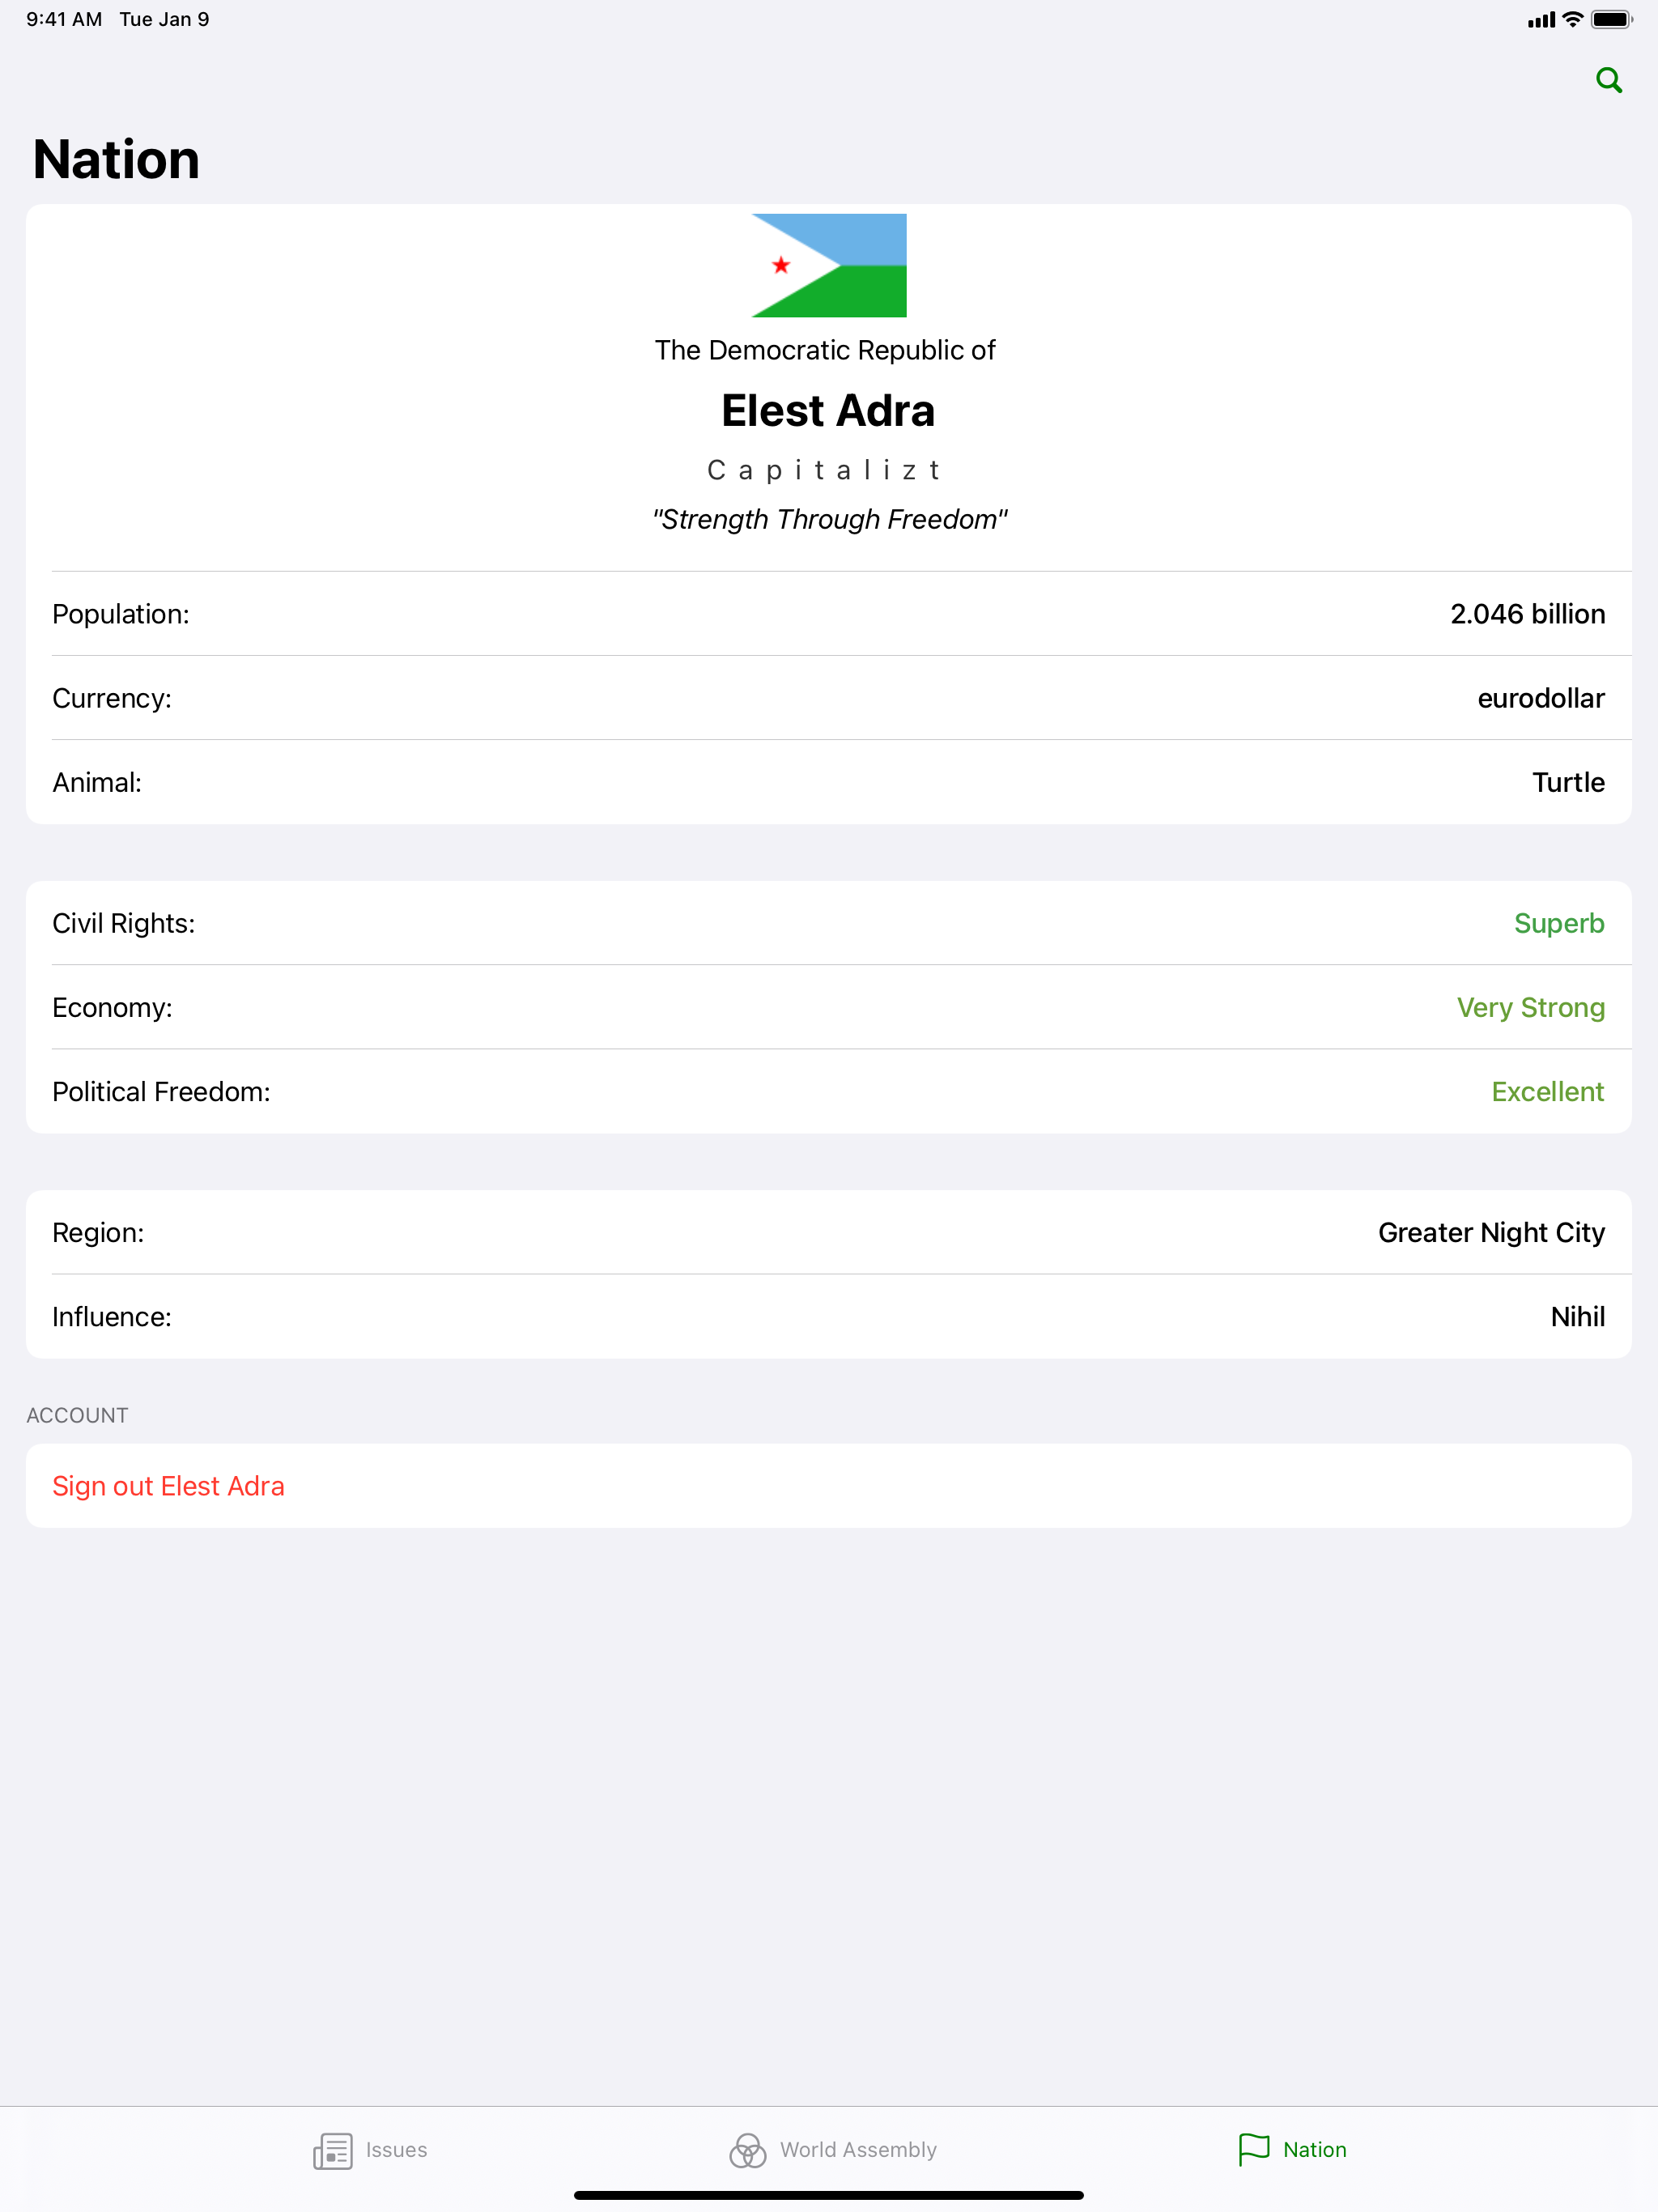 9:41 AM Tue Jan 9
Nation
The Democratic Republic of
Elest Adra
Capitalizt
"Strength Through Freedom"
Population: 2.046 billion
Currency: eurodollar
Animal: Turtle
Civil Rights: Superb
Economy: Very Strong
Political Freedom: Excellent
Region: Greater Night City
Influence: Nihil
ACCOUNT
Sign out Elest Adra
Issues World Assembly Nation